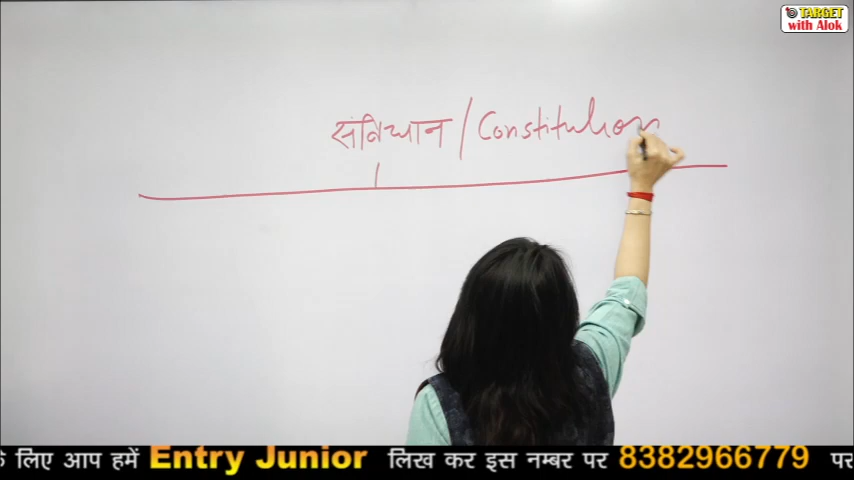 TARGET
with Alok
संविधान / Constitution
के लिए आप हमें Entry Junior लिख कर इस नम्बर पर 8382966779 पर